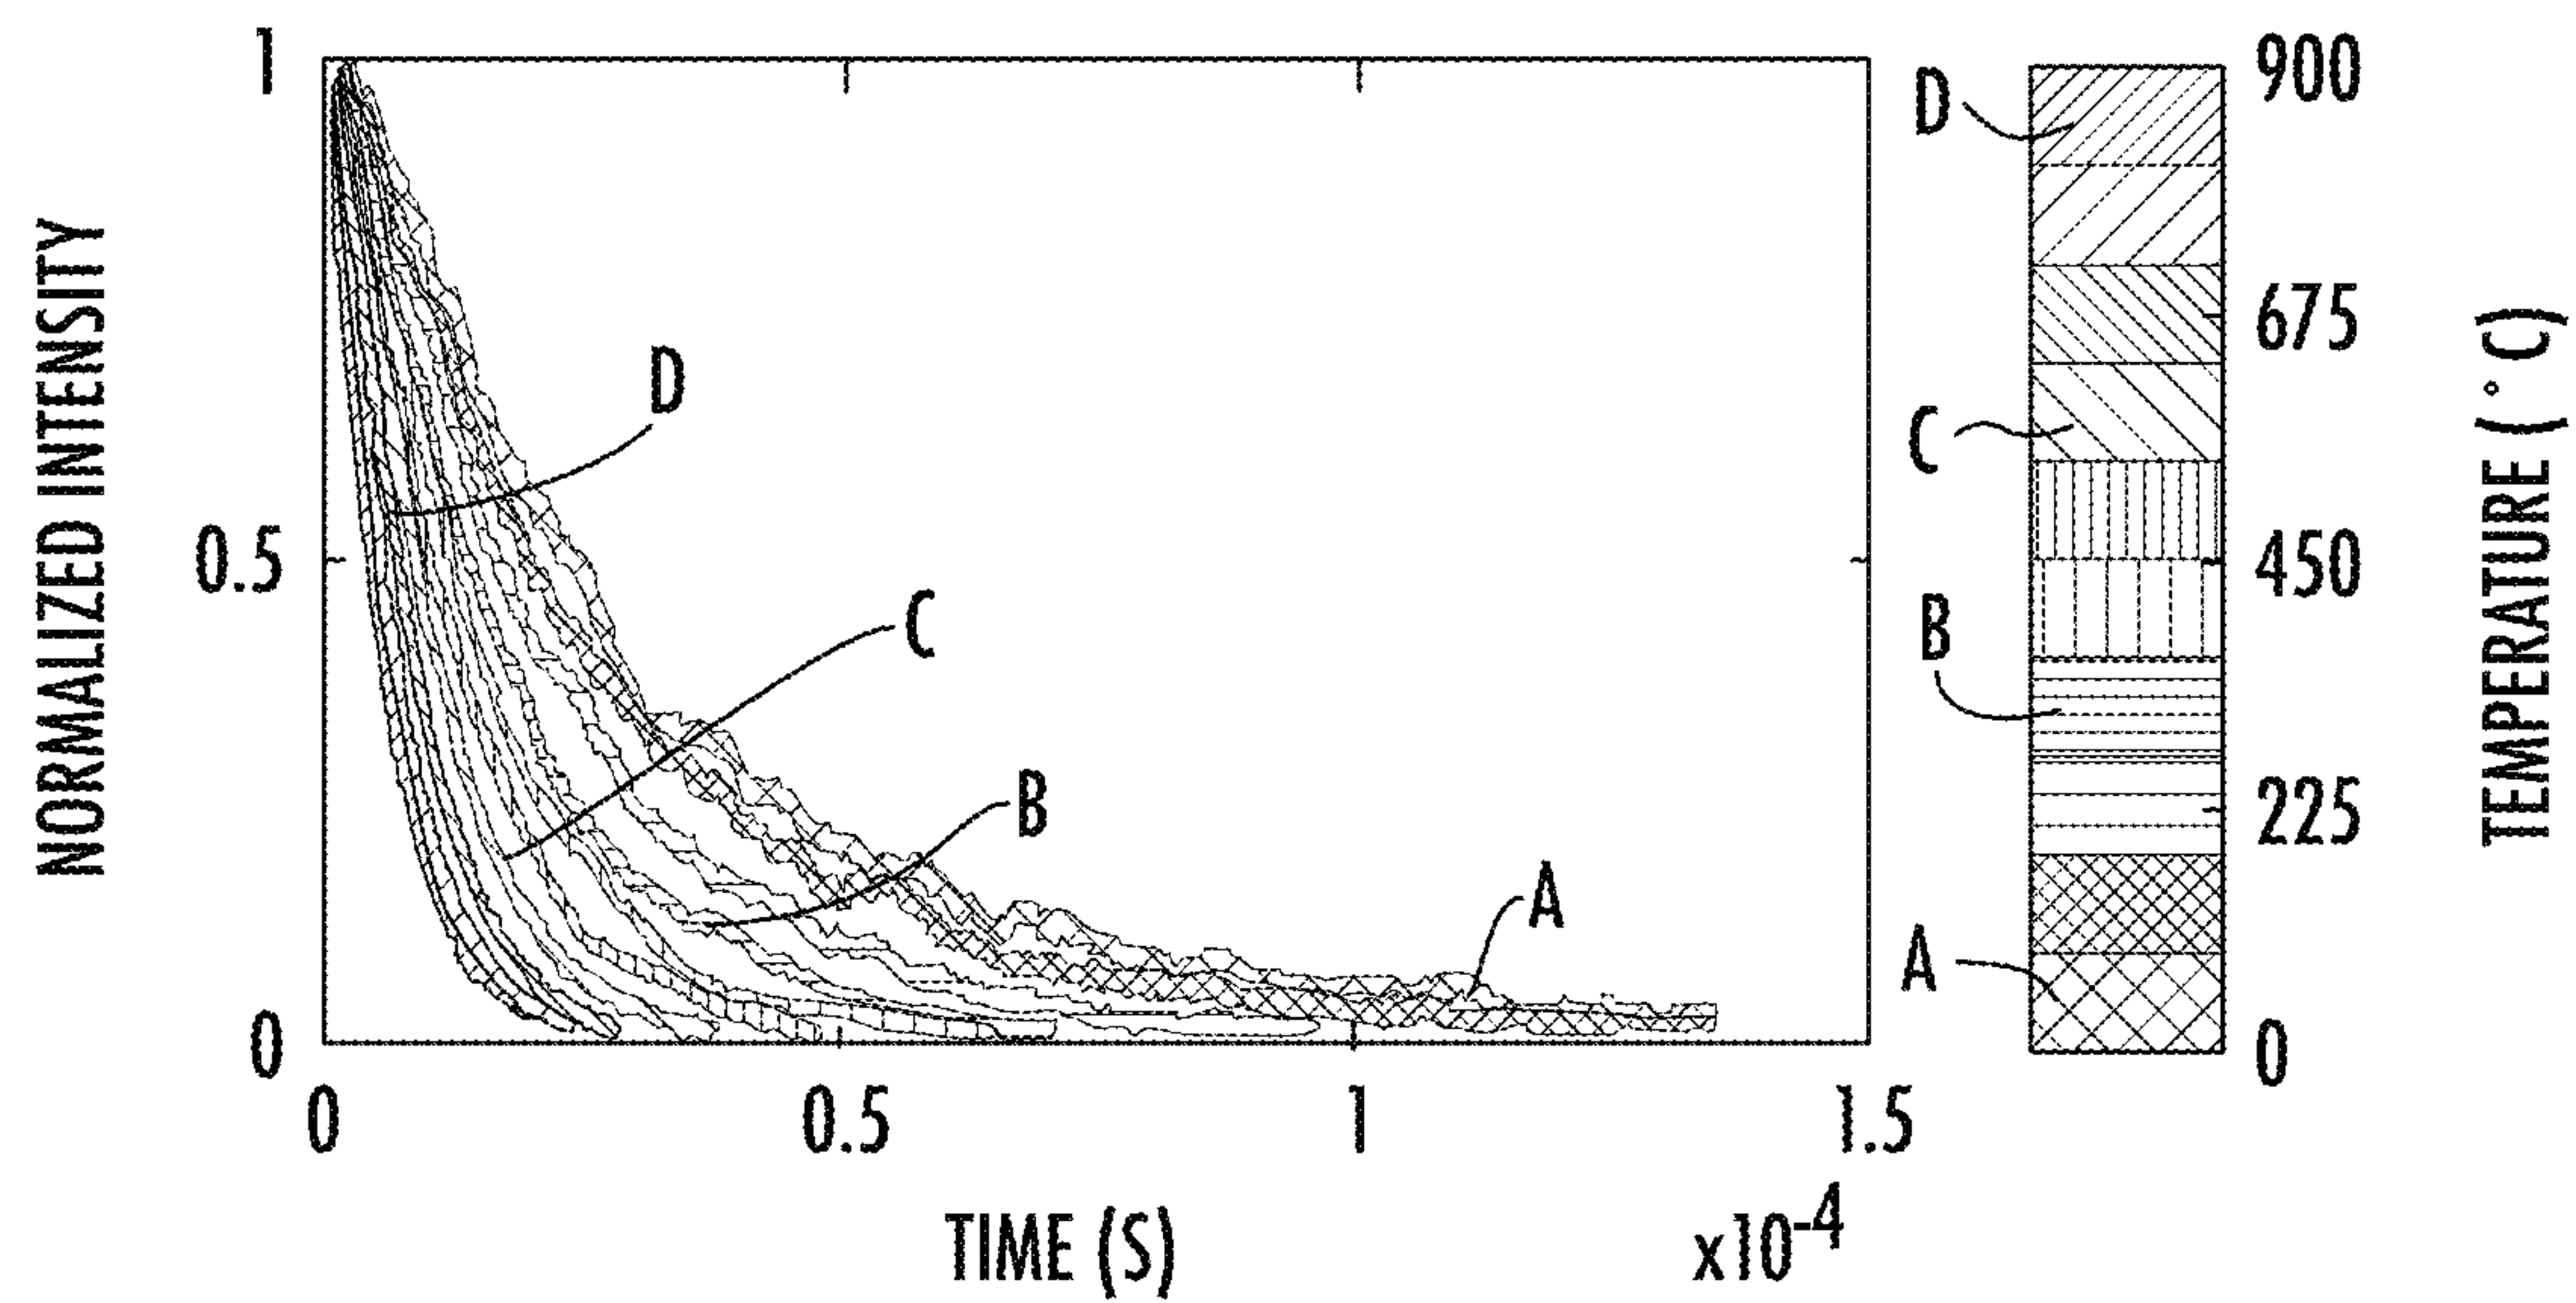 NORMALIZED INTENSITY
1
0.5
0
D
C
B
A
0
0.5
1
1.5
TIME (S)
x10-4
D
C
B
A
900
675
450
225
0
TEMPERATURE (°C)